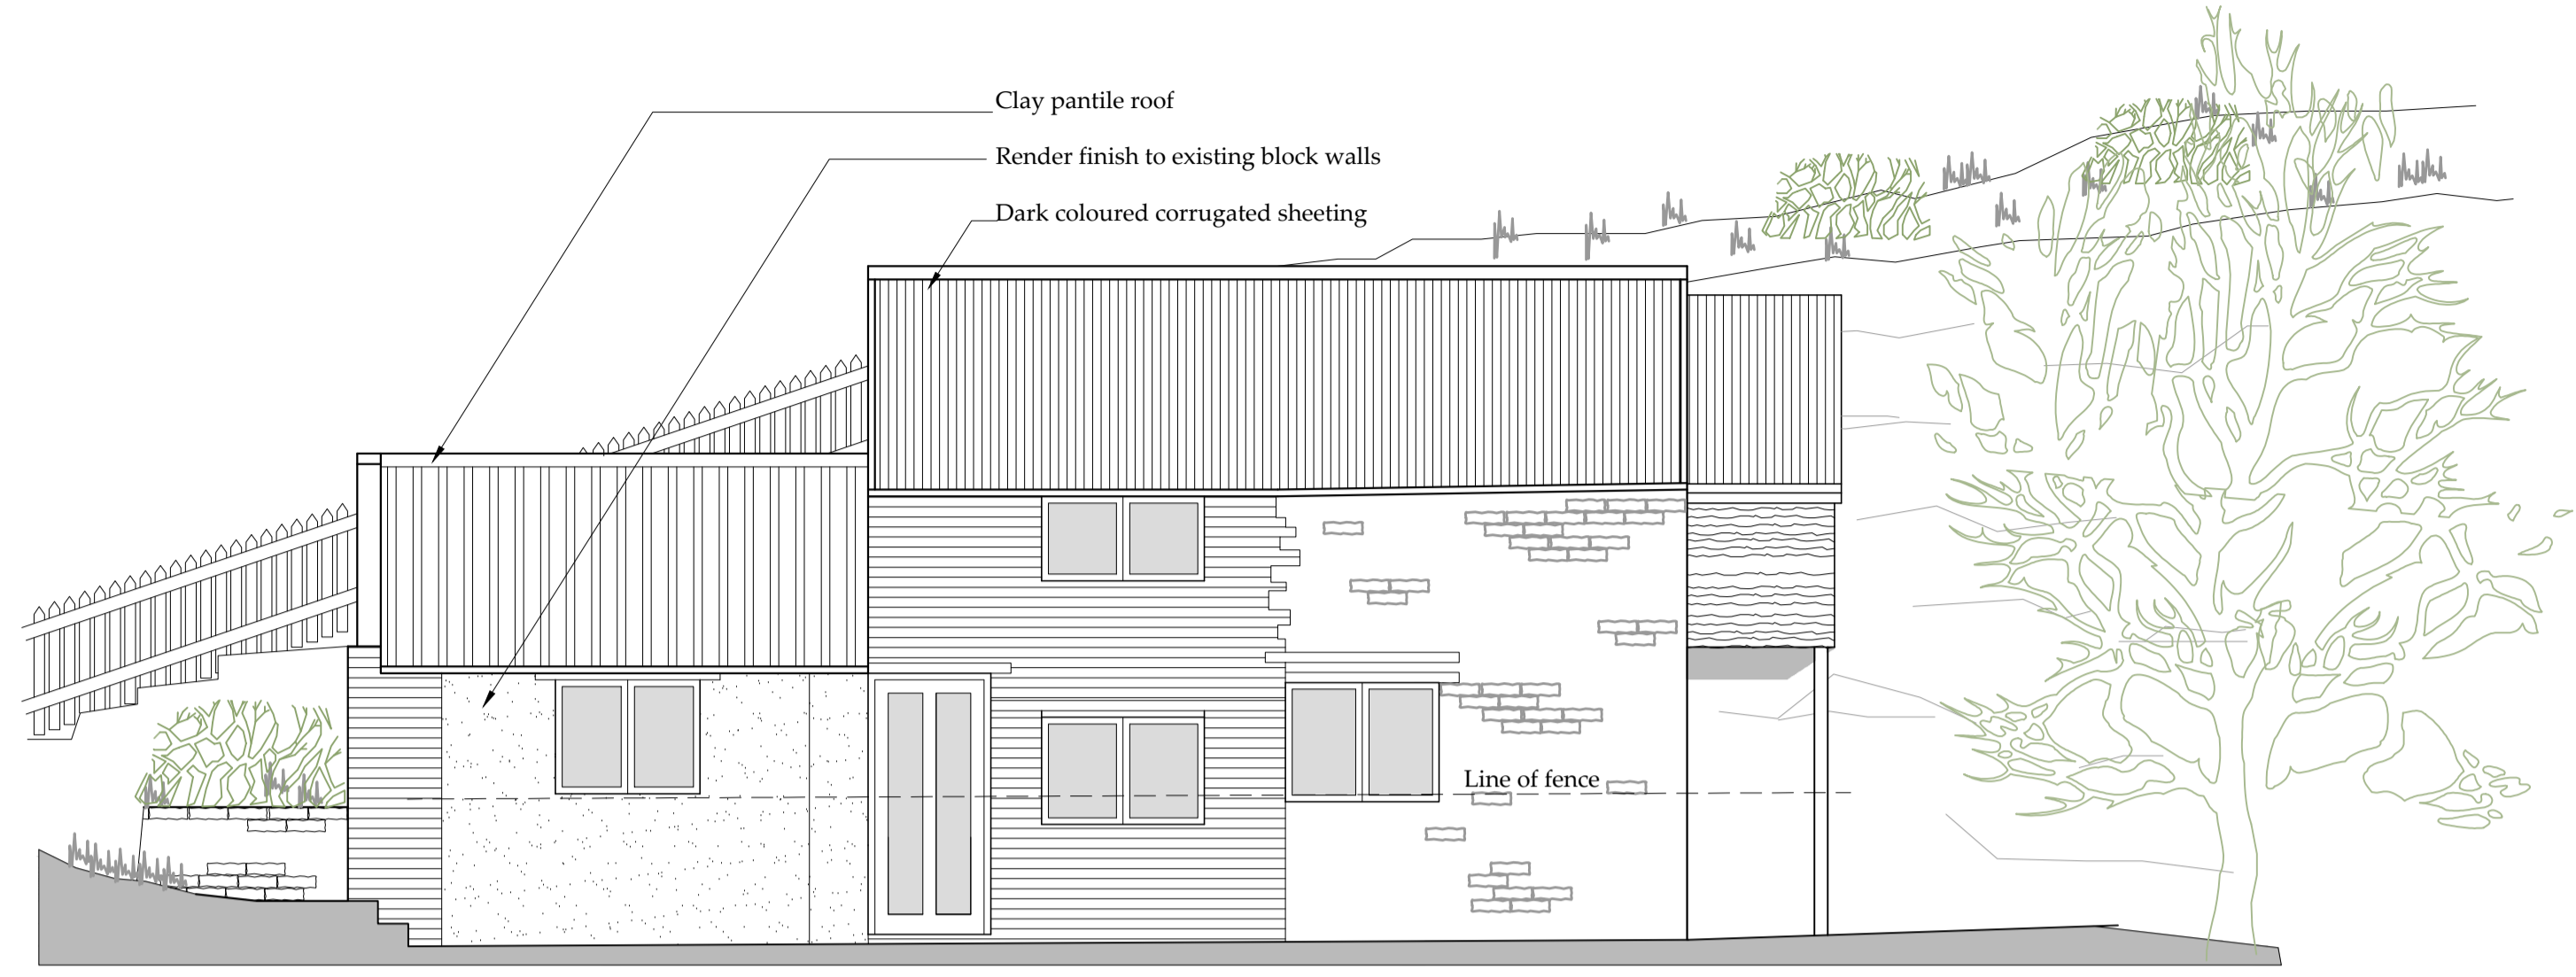 Clay pantile roof
Render finish to existing block walls
Dark coloured corrugated sheeting
Line of fence